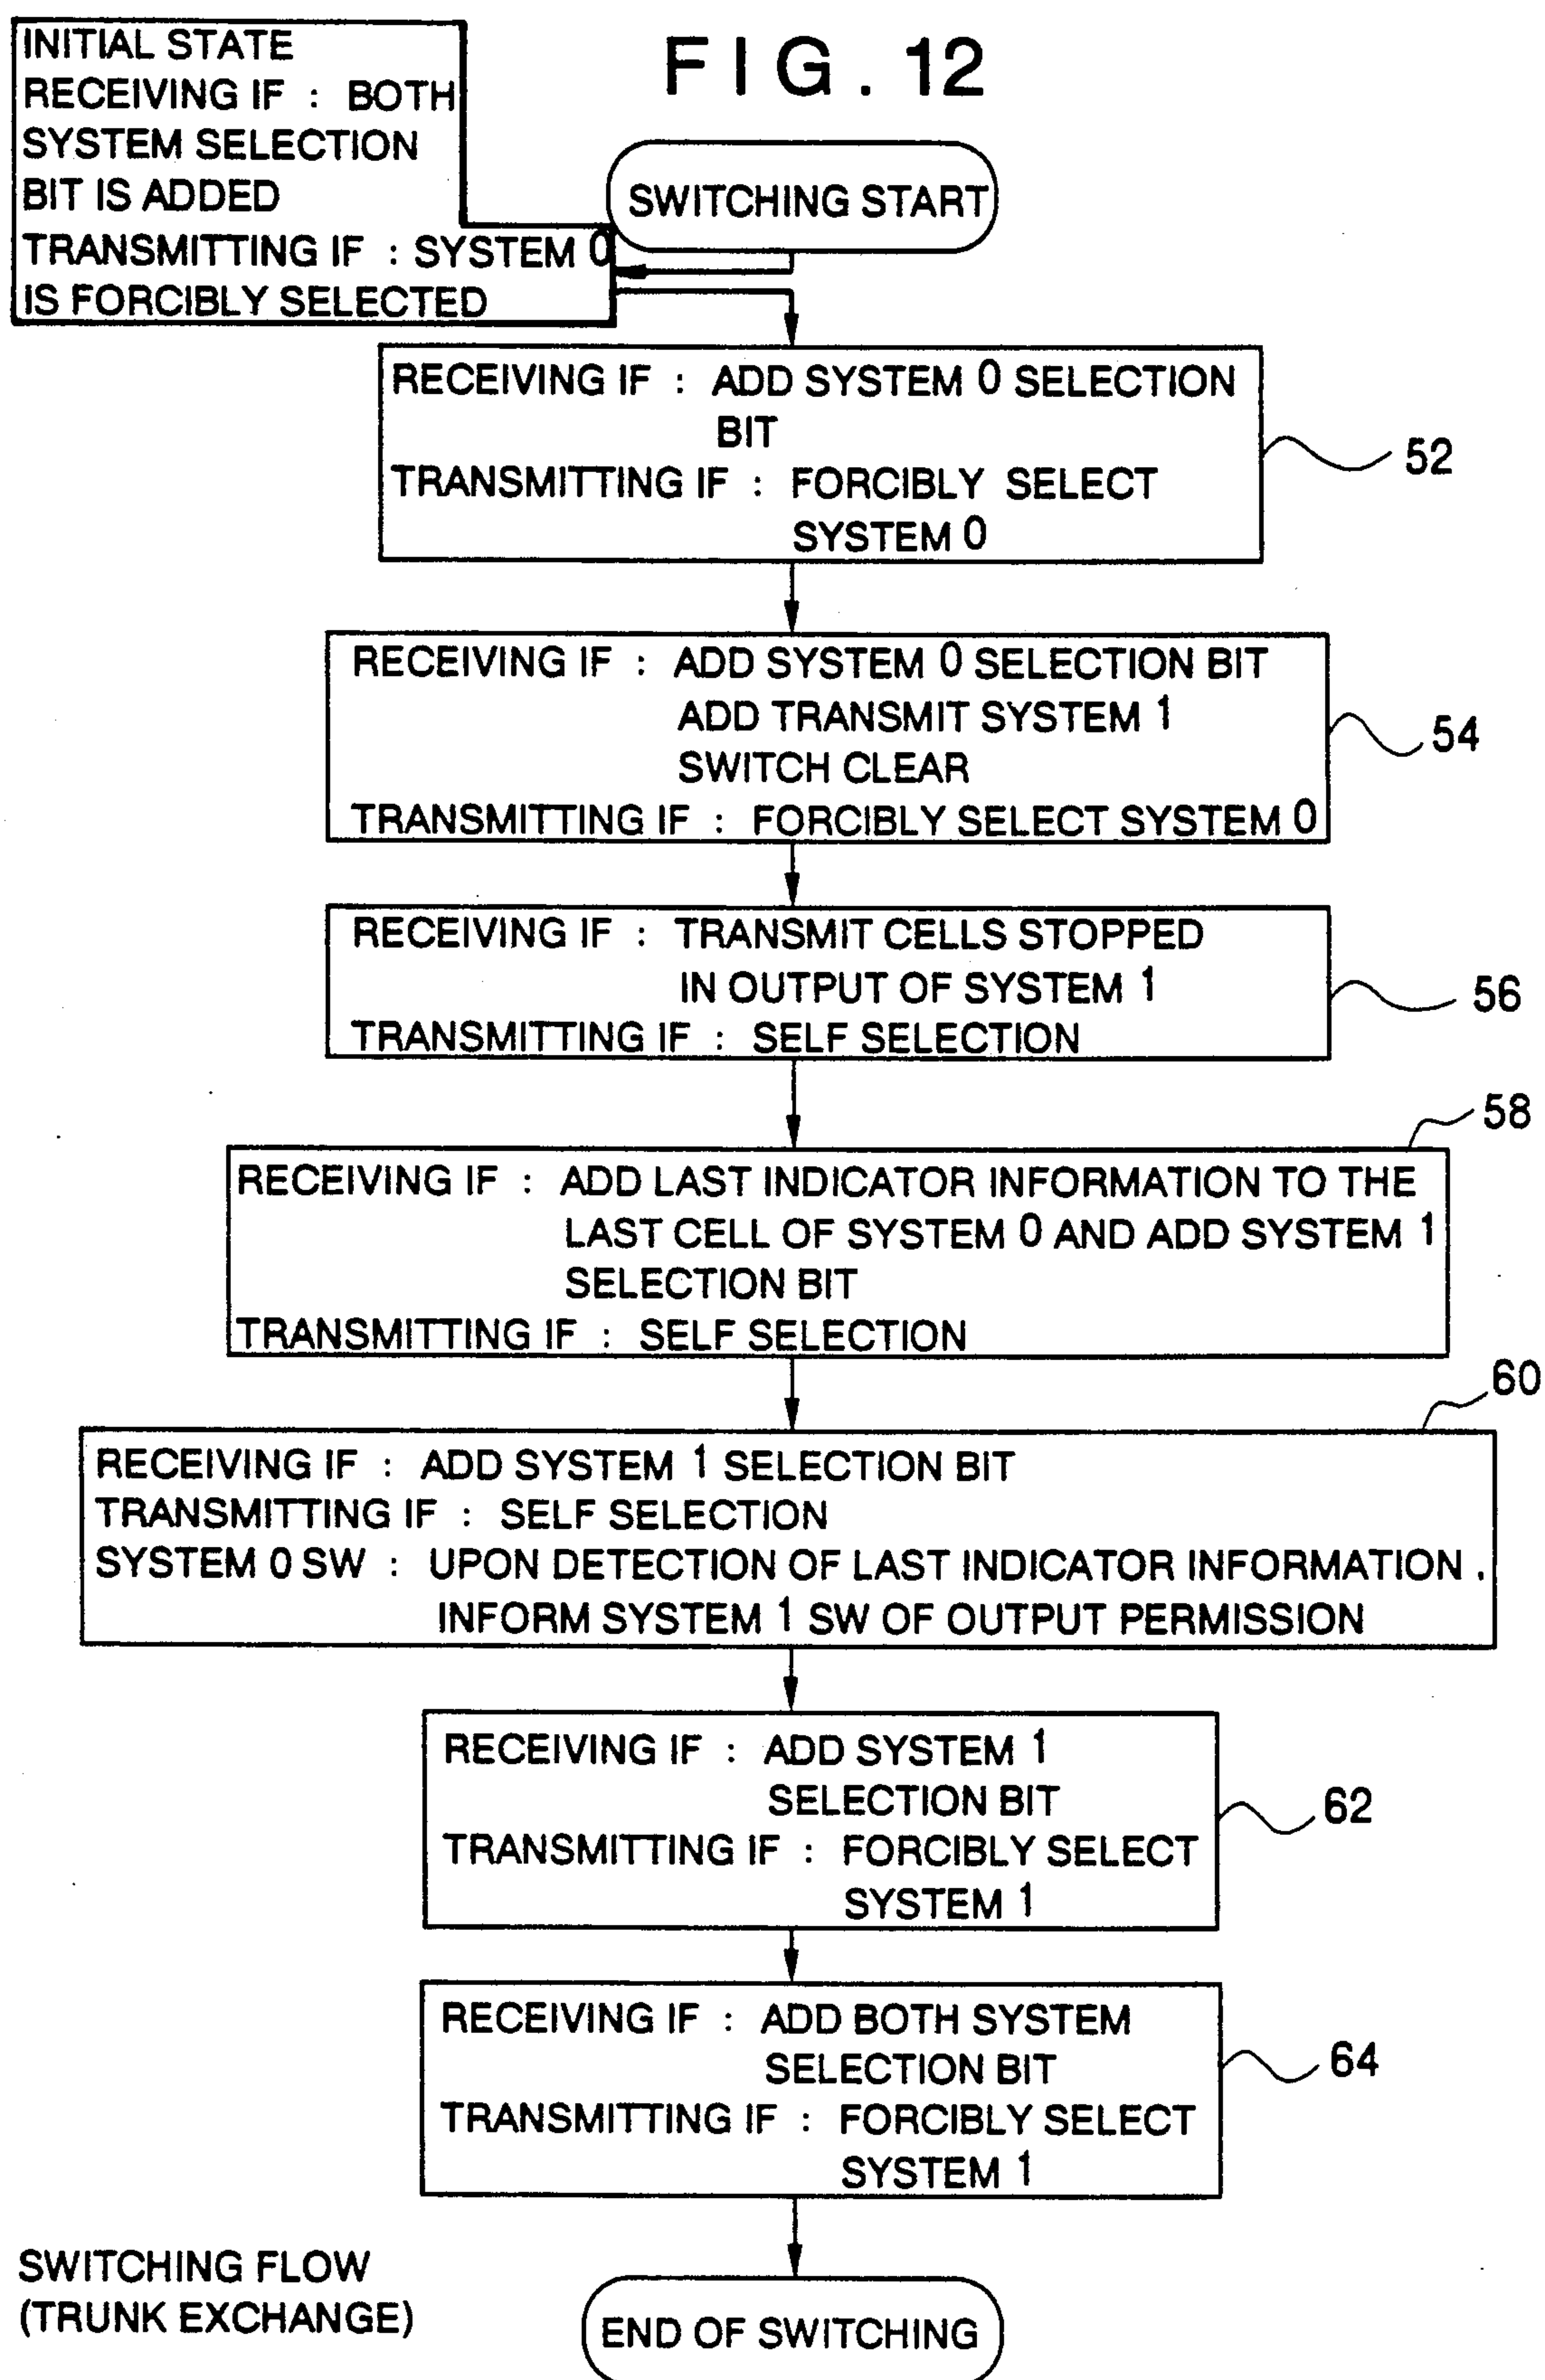 FIG. 12
INITIAL STATE
RECEIVING IF : BOTH
SYSTEM SELECTION
BIT IS ADDED
TRANSMITTING IF : SYSTEM 0
IS FORCIBLY SELECTED
SWITCHING START
RECEIVING IF : ADD SYSTEM 0 SELECTION
BIT
TRANSMITTING IF : FORCIBLY SELECT
SYSTEM 0
52
RECEIVING IF : ADD SYSTEM 0 SELECTION BIT
ADD TRANSMIT SYSTEM 1
SWITCH CLEAR
TRANSMITTING IF : FORCIBLY SELECT SYSTEM 0
54
RECEIVING IF : TRANSMIT CELLS STOPPED
IN OUTPUT OF SYSTEM 1
TRANSMITTING IF : SELF SELECTION
56
58
RECEIVING IF : ADD LAST INDICATOR INFORMATION TO THE
LAST CELL OF SYSTEM 0 AND ADD SYSTEM 1
SELECTION BIT
TRANSMITTING IF : SELF SELECTION
60
RECEIVING IF : ADD SYSTEM 1 SELECTION BIT
TRANSMITTING IF : SELF SELECTION
SYSTEM 0 SW : UPON DETECTION OF LAST INDICATOR INFORMATION .
INFORM SYSTEM 1 SW OF OUTPUT PERMISSION
RECEIVING IF : ADD SYSTEM 1
SELECTION BIT
TRANSMITTING IF : FORCIBLY SELECT
SYSTEM 1
62
RECEIVING IF : ADD BOTH SYSTEM
SELECTION BIT
TRANSMITTING IF : FORCIBLY SELECT
SYSTEM 1
64
SWITCHING FLOW
(TRUNK EXCHANGE)
END OF SWITCHING